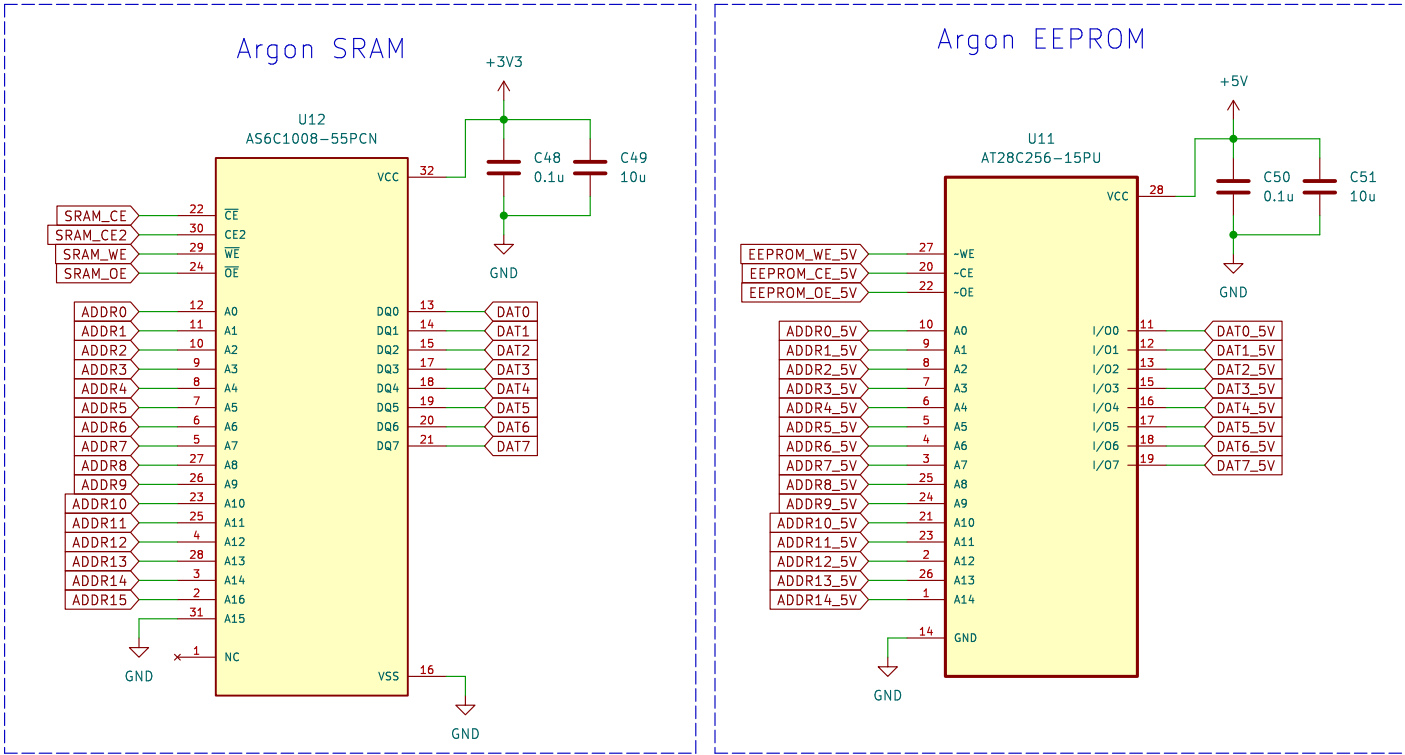 Argon SRAM
+3V3
U12
AS6C1008-55PCN
C48
0.1u
C49
10u
GND
VCC 32
SRAM_CE 22 CE
SRAM_CE2 30 CE2
SRAM_WE 29 WE
SRAM_OE 24 OE
ADDR0 12 A0 DQ0 13 DAT0
ADDR1 11 A1 DQ1 14 DAT1
ADDR2 10 A2 DQ2 15 DAT2
ADDR3 9 A3 DQ3 17 DAT3
ADDR4 8 A4 DQ4 18 DAT4
ADDR5 7 A5 DQ5 19 DAT5
ADDR6 6 A6 DQ6 20 DAT6
ADDR7 5 A7 DQ7 21 DAT7
ADDR8 27 A8
ADDR9 26 A9
ADDR10 23 A10
ADDR11 25 A11
ADDR12 4 A12
ADDR13 28 A13
ADDR14 3 A14
ADDR15 2 A16
31 A15
GND
1 NC
VSS 16
GND
Argon EEPROM
+5V
U11
AT28C256-15PU
C50
0.1u
C51
10u
GND
VCC 28
EEPROM_WE_5V 27 ~WE
EEPROM_CE_5V 20 ~CE
EEPROM_OE_5V 22 ~OE
ADDR0_5V 10 A0 I/O0 11 DAT0_5V
ADDR1_5V 9 A1 I/O1 12 DAT1_5V
ADDR2_5V 8 A2 I/O2 13 DAT2_5V
ADDR3_5V 7 A3 I/O3 15 DAT3_5V
ADDR4_5V 6 A4 I/O4 16 DAT4_5V
ADDR5_5V 5 A5 I/O5 17 DAT5_5V
ADDR6_5V 4 A6 I/O6 18 DAT6_5V
ADDR7_5V 3 A7 I/O7 19 DAT7_5V
ADDR8_5V 25 A8
ADDR9_5V 24 A9
ADDR10_5V 21 A10
ADDR11_5V 23 A11
ADDR12_5V 2 A12
ADDR13_5V 26 A13
ADDR14_5V 1 A14
14 GND
GND